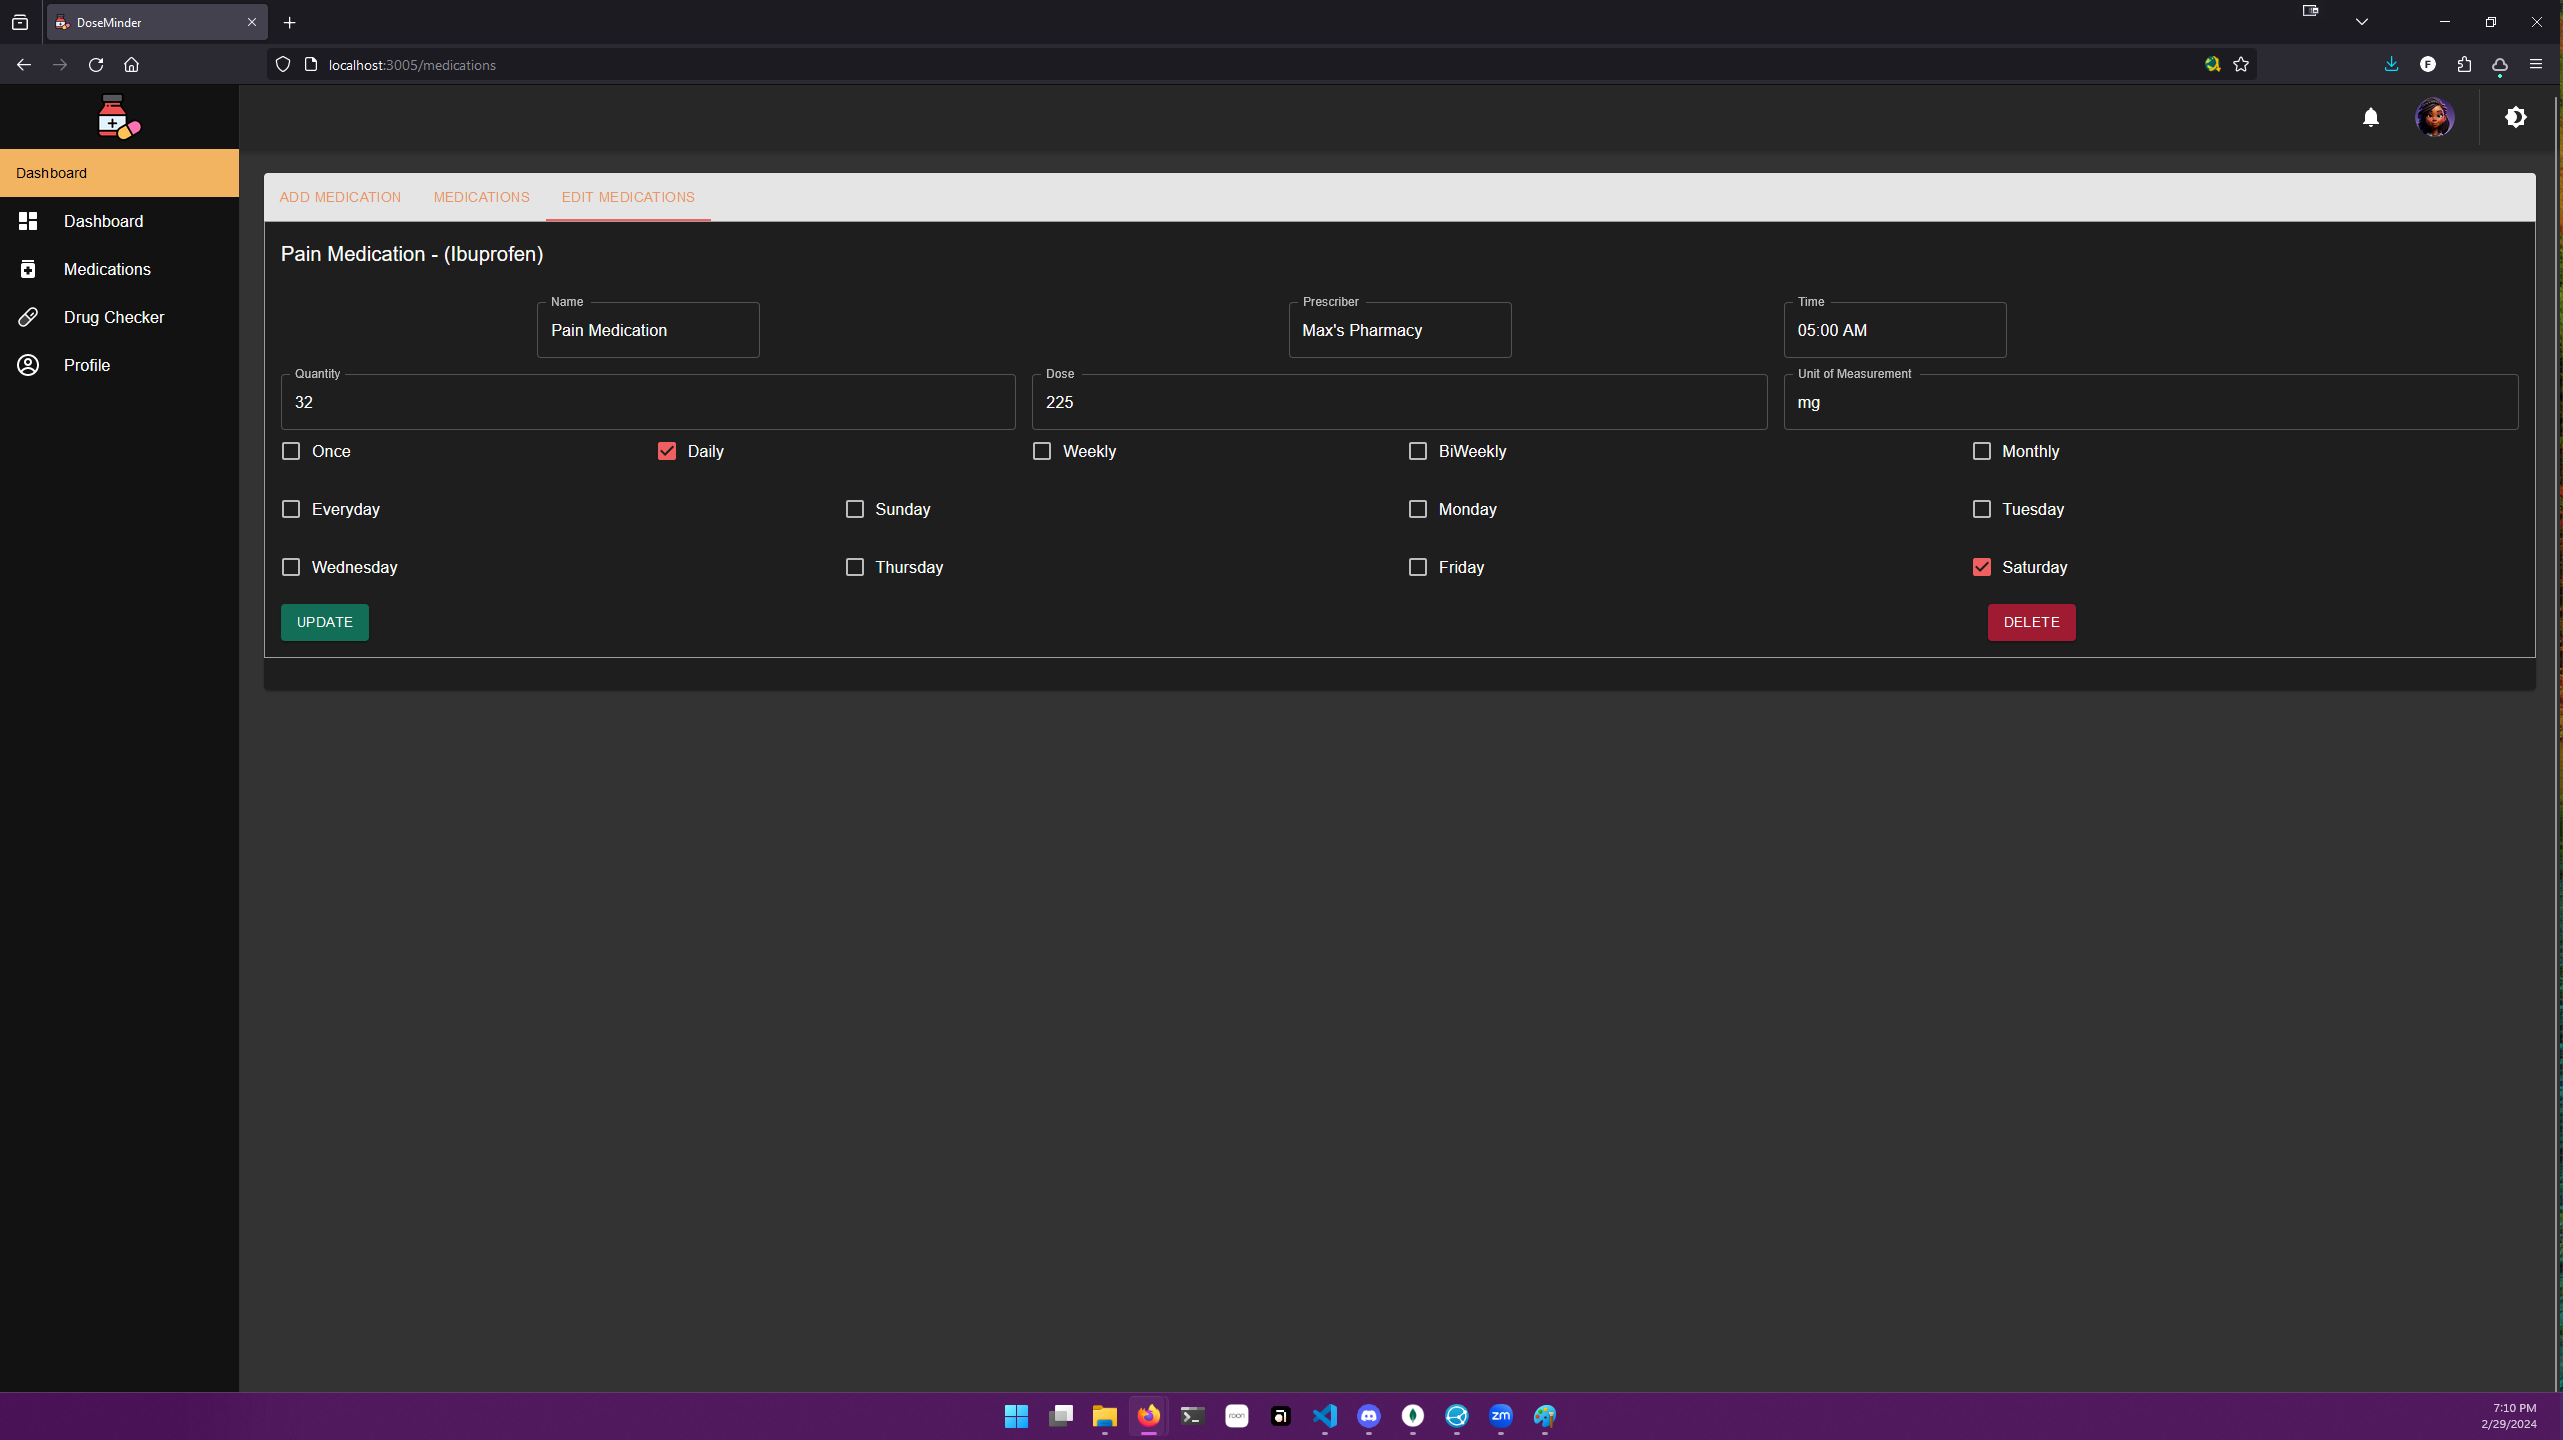 DoseMinder
localhost:3005/medications
F
Dashboard
Dashboard
Medications
Drug Checker
Profile
ADD MEDICATION MEDICATIONS EDIT MEDICATIONS
Pain Medication - (Ibuprofen)
Name Prescriber Time
Pain Medication Max's Pharmacy 05:00 AM
Quantity Dose Unit of Measurement
32 225 mg
Once Daily Weekly BiWeekly Monthly
Everyday Sunday Monday Tuesday
Wednesday Thursday Friday Saturday
UPDATE DELETE
roon zm
7:10 PM
2/29/2024